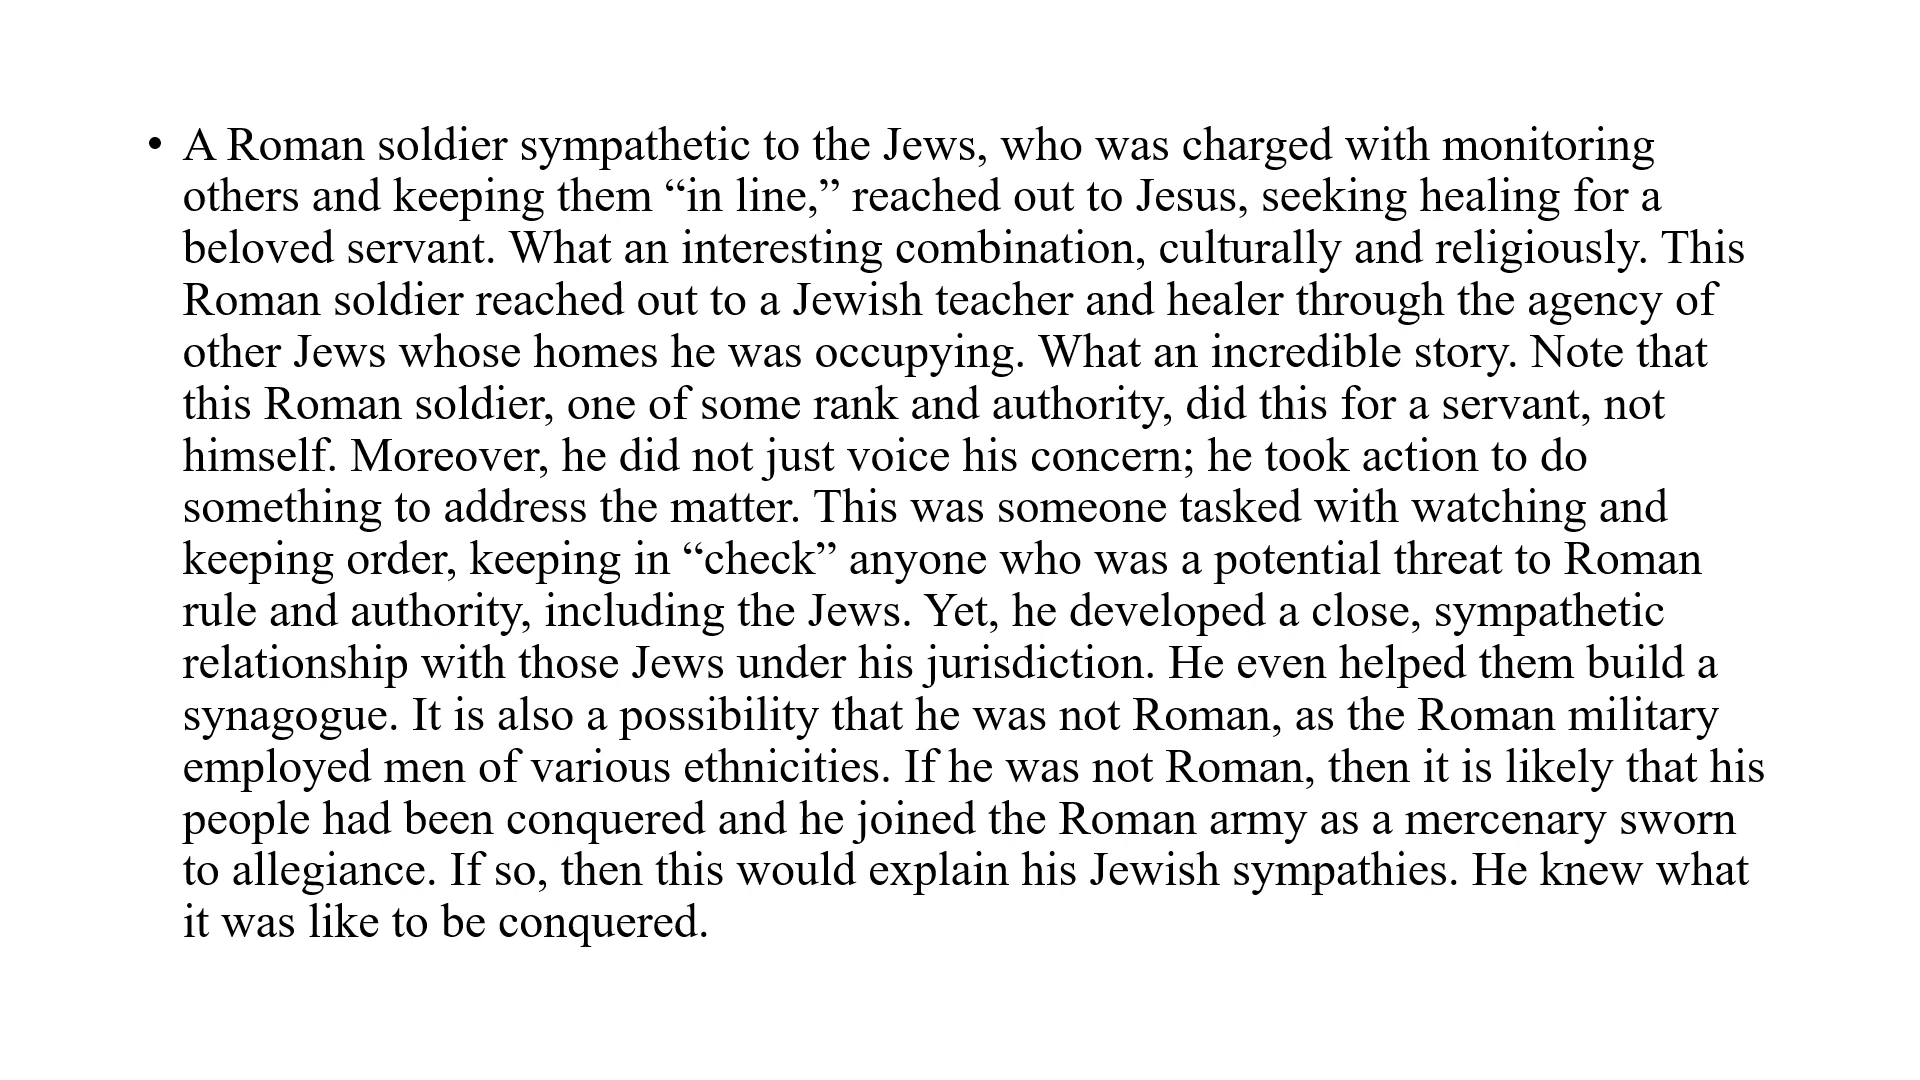 • A Roman soldier sympathetic to the Jews, who was charged with monitoring
others and keeping them “in line,” reached out to Jesus, seeking healing for a
beloved servant. What an interesting combination, culturally and religiously. This
Roman soldier reached out to a Jewish teacher and healer through the agency of
other Jews whose homes he was occupying. What an incredible story. Note that
this Roman soldier, one of some rank and authority, did this for a servant, not
himself. Moreover, he did not just voice his concern; he took action to do
something to address the matter. This was someone tasked with watching and
keeping order, keeping in “check” anyone who was a potential threat to Roman
rule and authority, including the Jews. Yet, he developed a close, sympathetic
relationship with those Jews under his jurisdiction. He even helped them build a
synagogue. It is also a possibility that he was not Roman, as the Roman military
employed men of various ethnicities. If he was not Roman, then it is likely that his
people had been conquered and he joined the Roman army as a mercenary sworn
to allegiance. If so, then this would explain his Jewish sympathies. He knew what
it was like to be conquered.